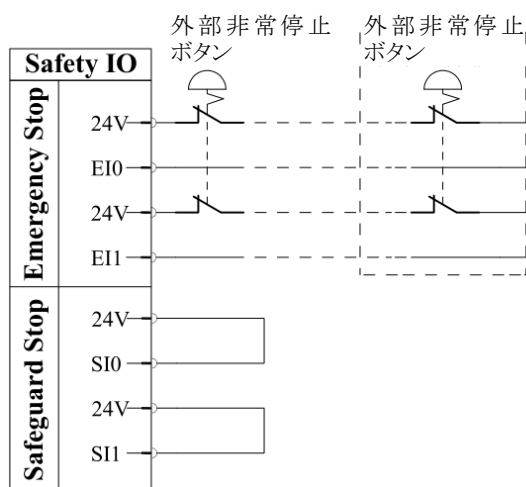 外部非常停止
ボタン
外部非常停止
ボタン
Safety IO
Emergency Stop
24V
EI0
24V
EI1
Safeguard Stop
24V
SI0
24V
SI1